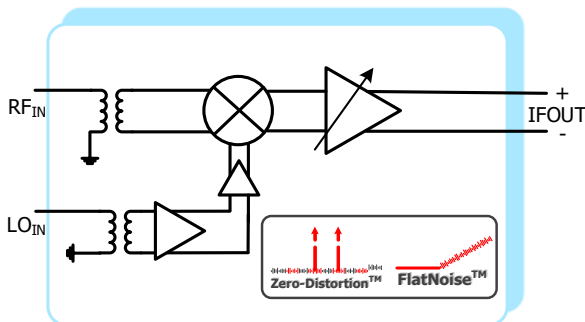 RFIN
+
IFOUT
-
LOIN
Zero-Distortion™
FlatNoise™